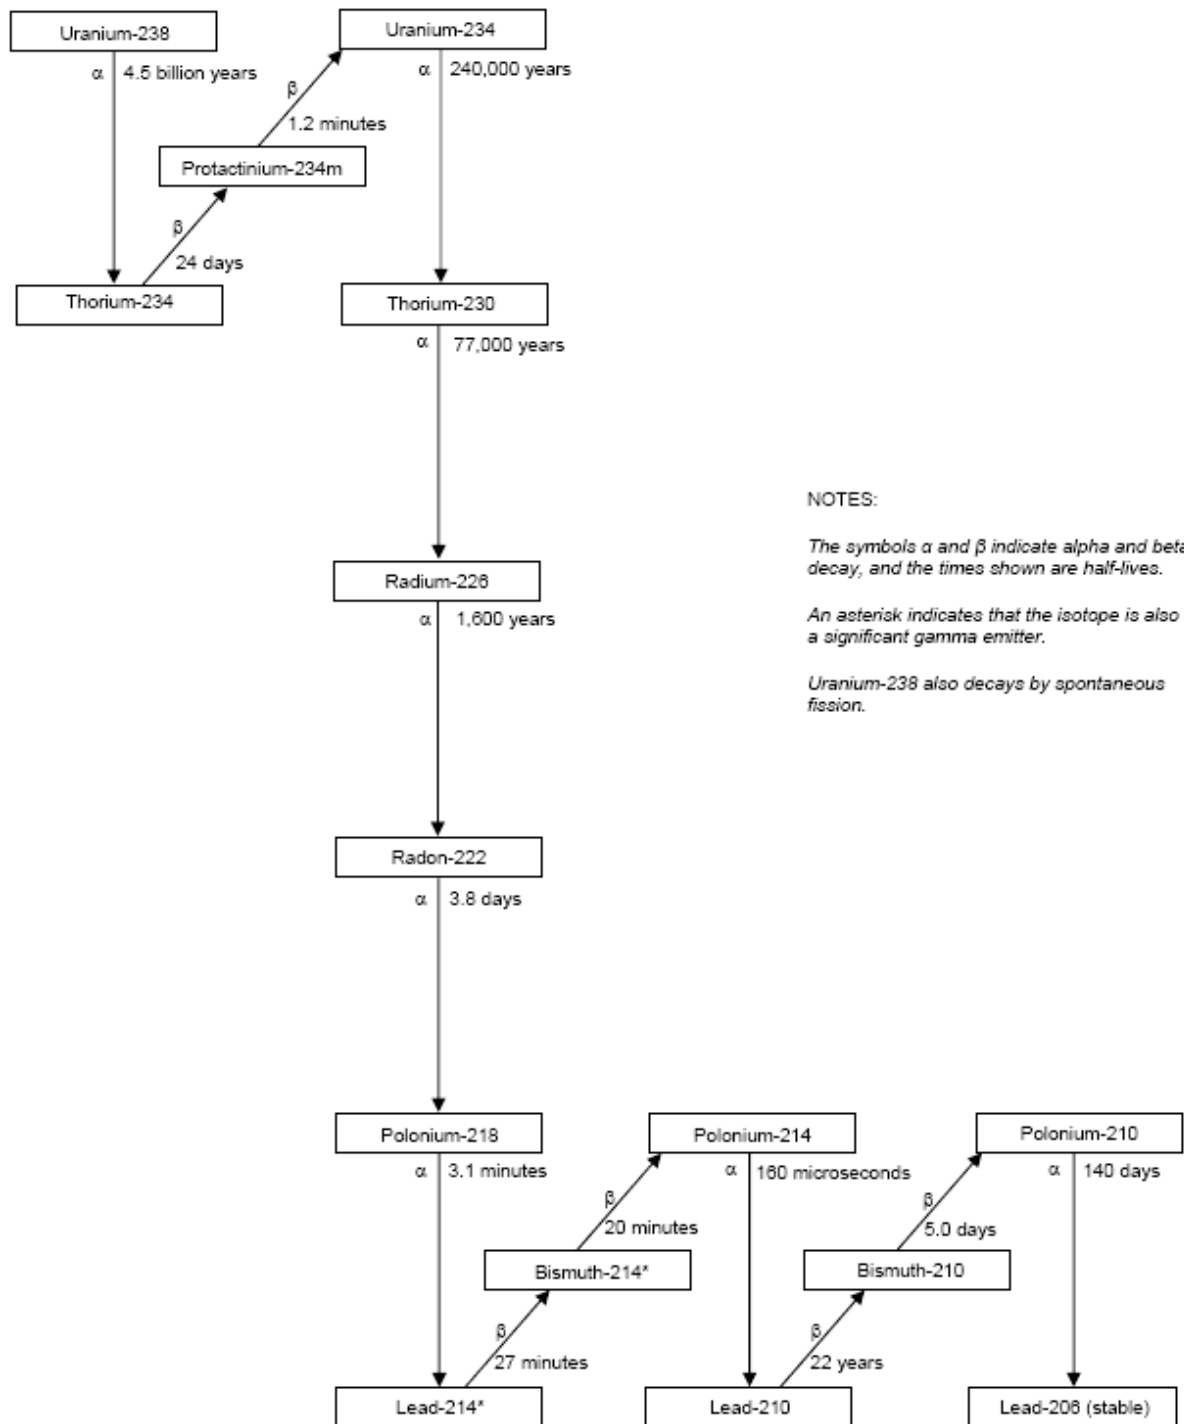 Uranium-238
Uranium-234
α 4.5 billion years
α 240,000 years
β
1.2 minutes
Protactinium-234m
β
24 days
Thorium-234
Thorium-230
α 77,000 years
NOTES:
The symbols α and β indicate alpha and beta
decay, and the times shown are half-lives.
An asterisk indicates that the isotope is also
a significant gamma emitter.
Uranium-238 also decays by spontaneous
fission.
Radium-226
α 1,600 years
Radon-222
α 3.8 days
Polonium-218
Polonium-214
Polonium-210
α 3.1 minutes
α 160 microseconds
α 140 days
β
20 minutes
β
5.0 days
Bismuth-214*
Bismuth-210
β
27 minutes
β
22 years
Lead-214*
Lead-210
Lead-206 (stable)